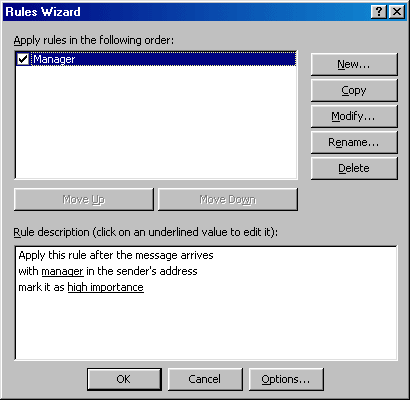 Rules Wizard
Apply rules in the following order:
Manager
New...
Copy
Modify...
Rename...
Delete
Move Up
Move Down
Rule description (click on an underlined value to edit it):
Apply this rule after the message arrives
with manager in the sender's address
mark it as high importance
OK
Cancel
Options...